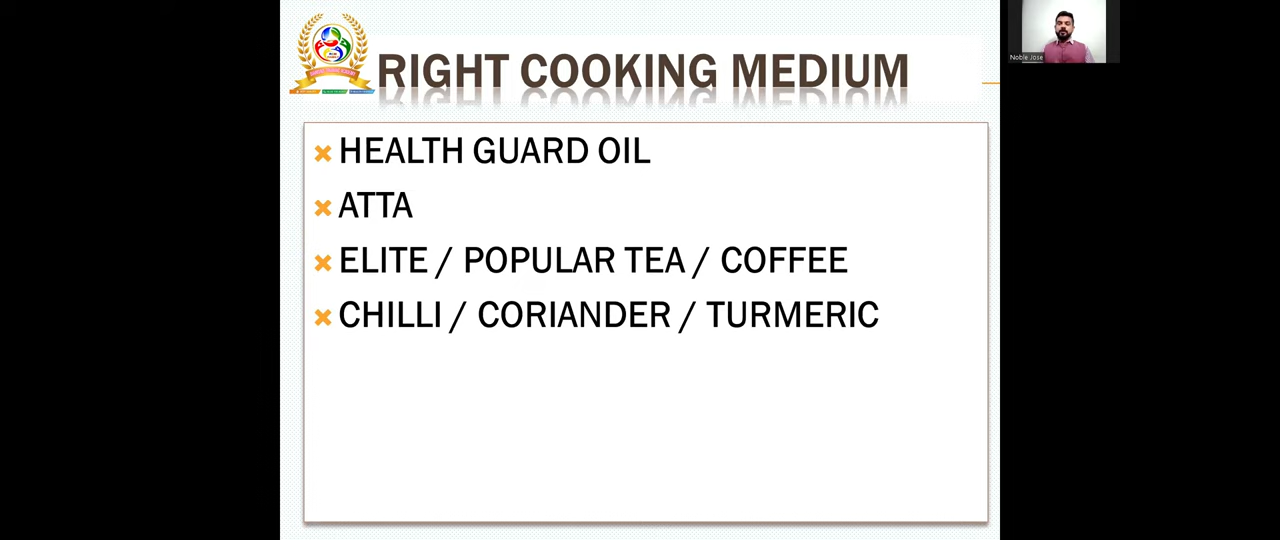 RIGHT COOKING MEDIUM
Noble Jose
HEALTH GUARD OIL
ATTA
ELITE / POPULAR TEA / COFFEE
CHILLI / CORIANDER / TURMERIC